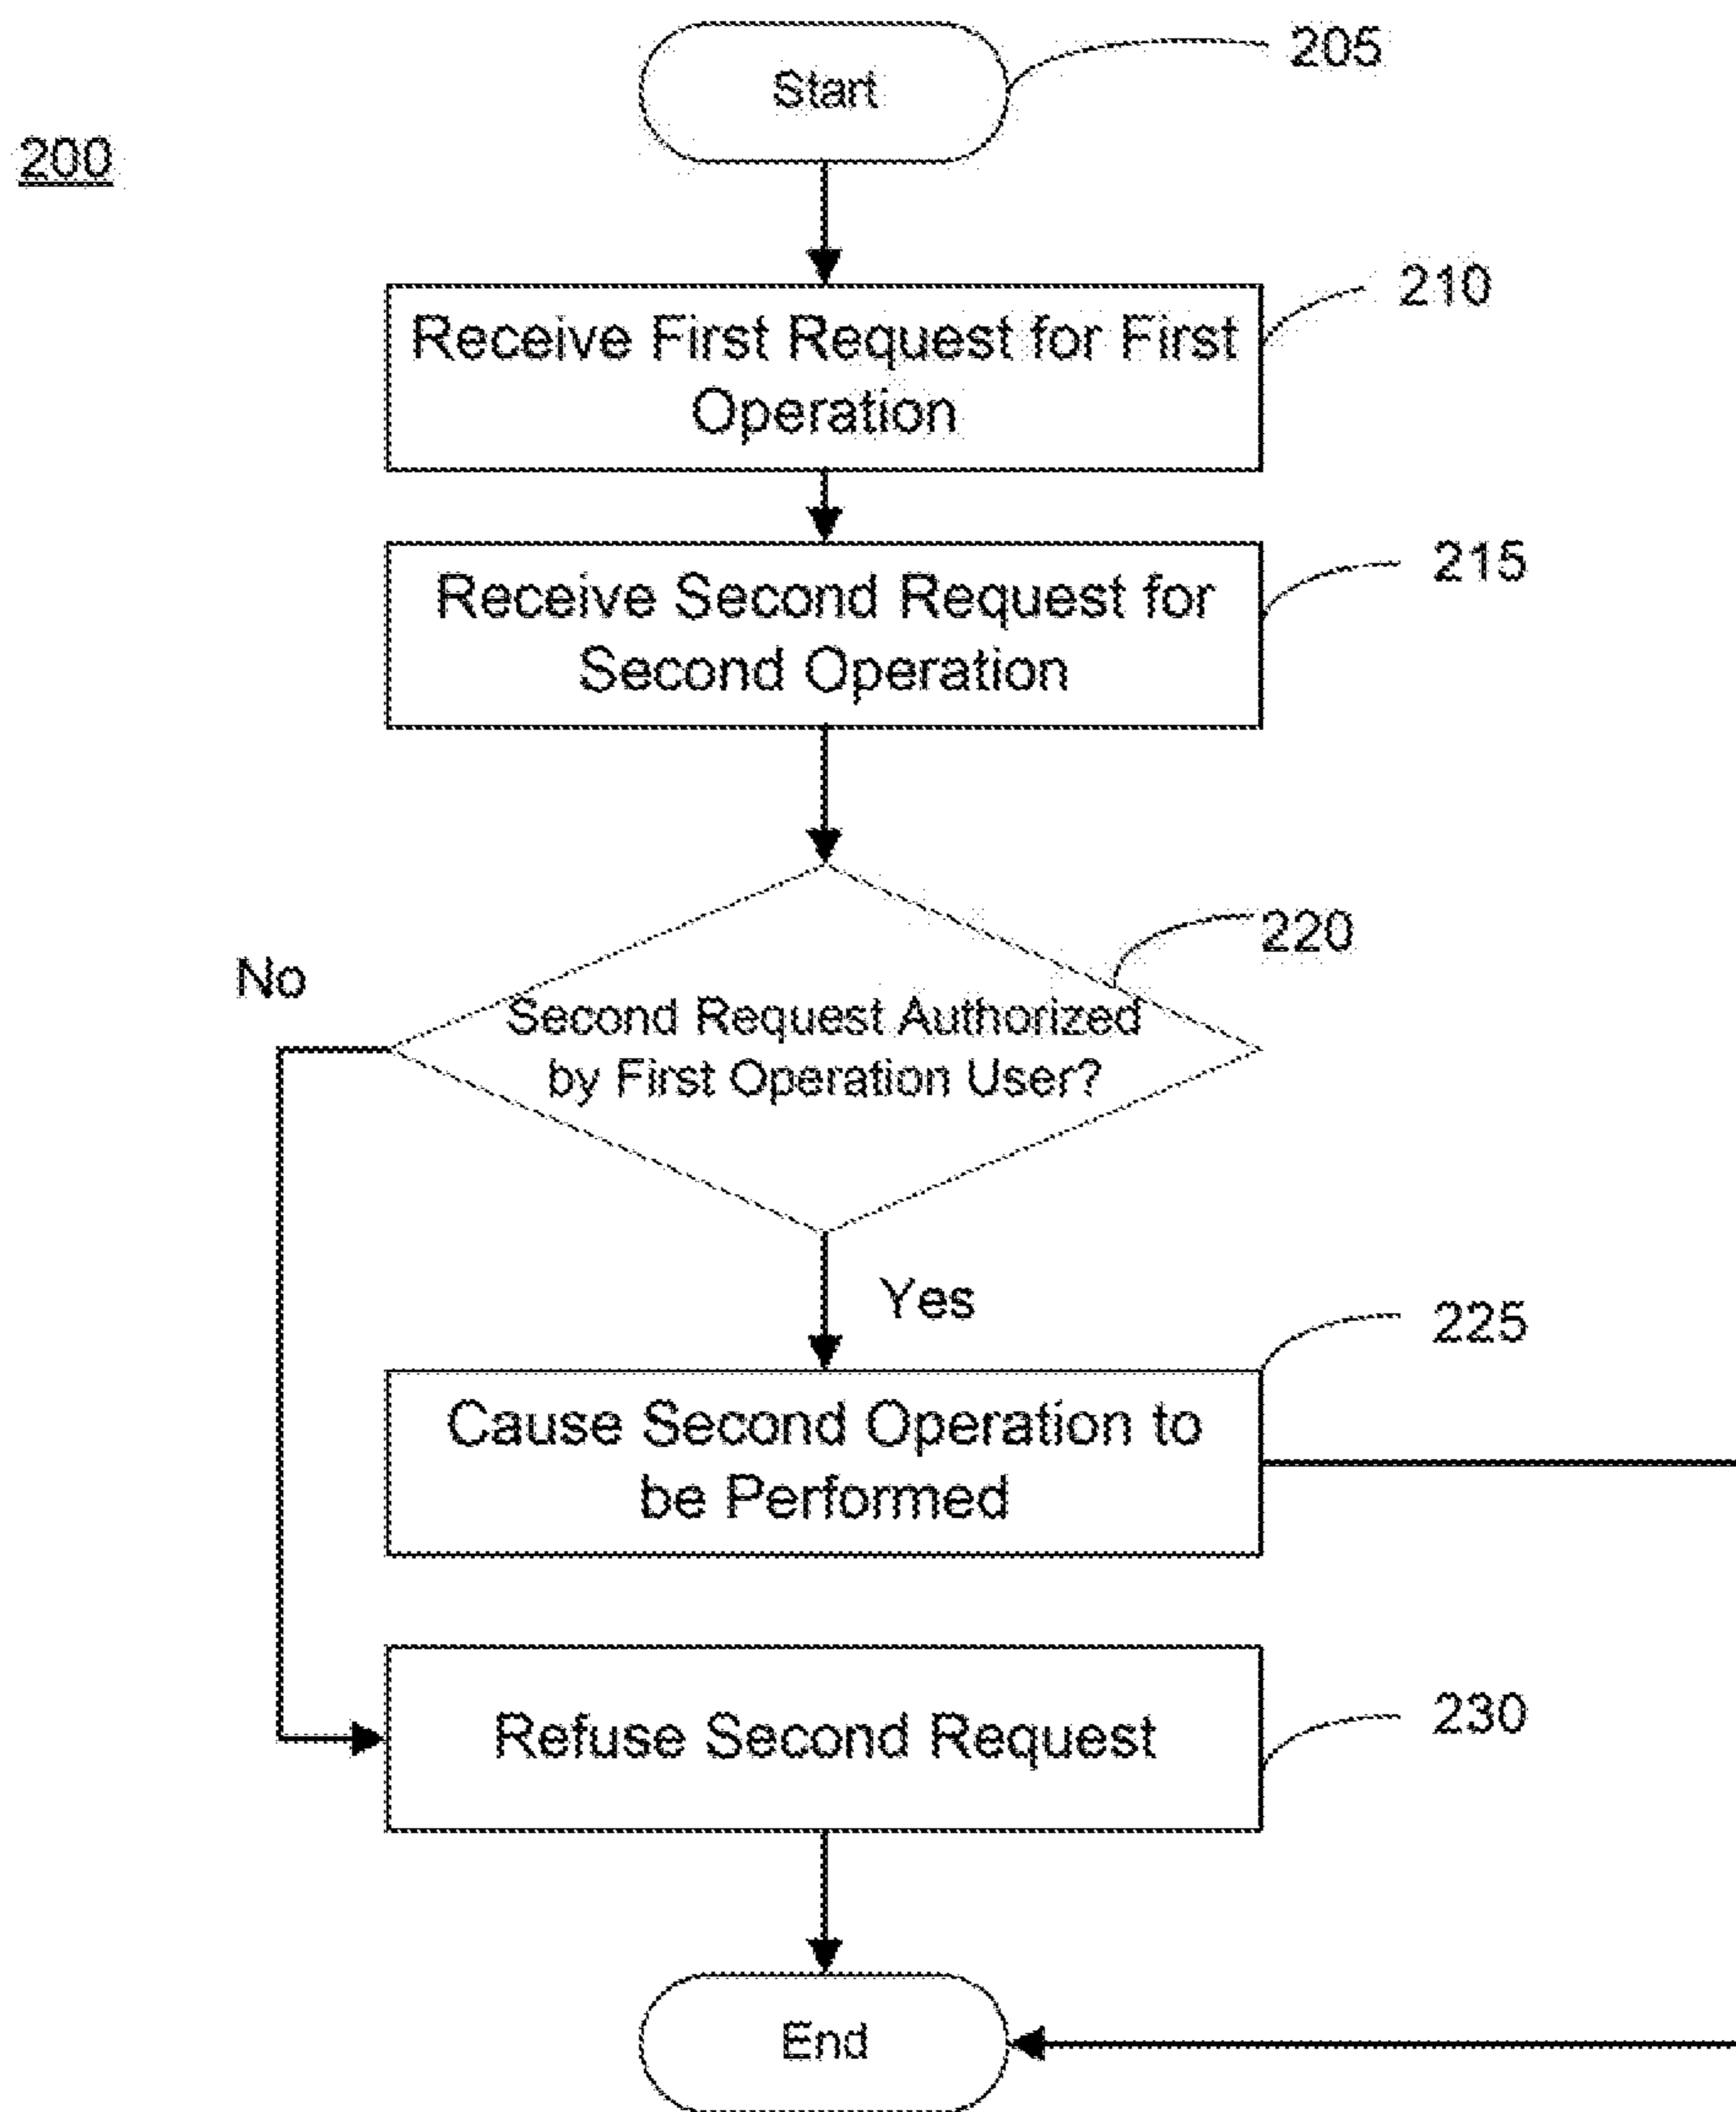 Start
205
200
Receive First Request for First
Operation
210
Receive Second Request for
Second Operation
215
220
No
Second Request Authorized
by First Operation User?
Yes
225
Cause Second Operation to
be Performed
Refuse Second Request
230
End